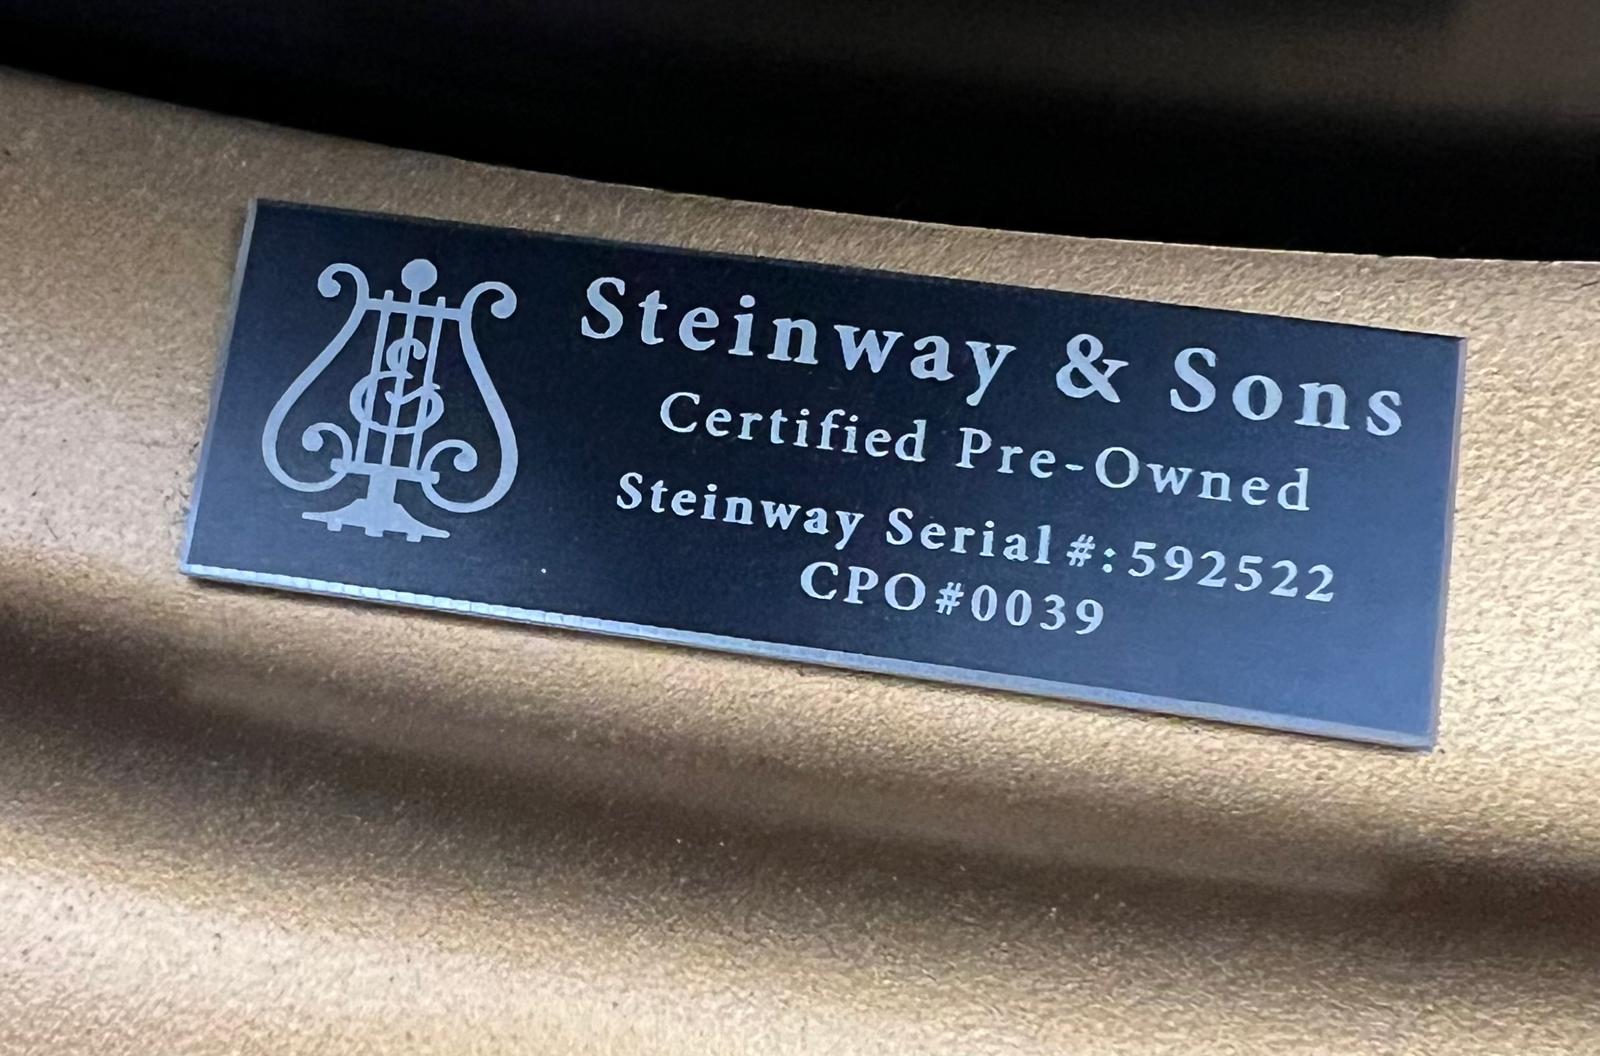 Steinway & Sons
Certified Pre-Owned
Steinway Serial#:592522
CPO#0039